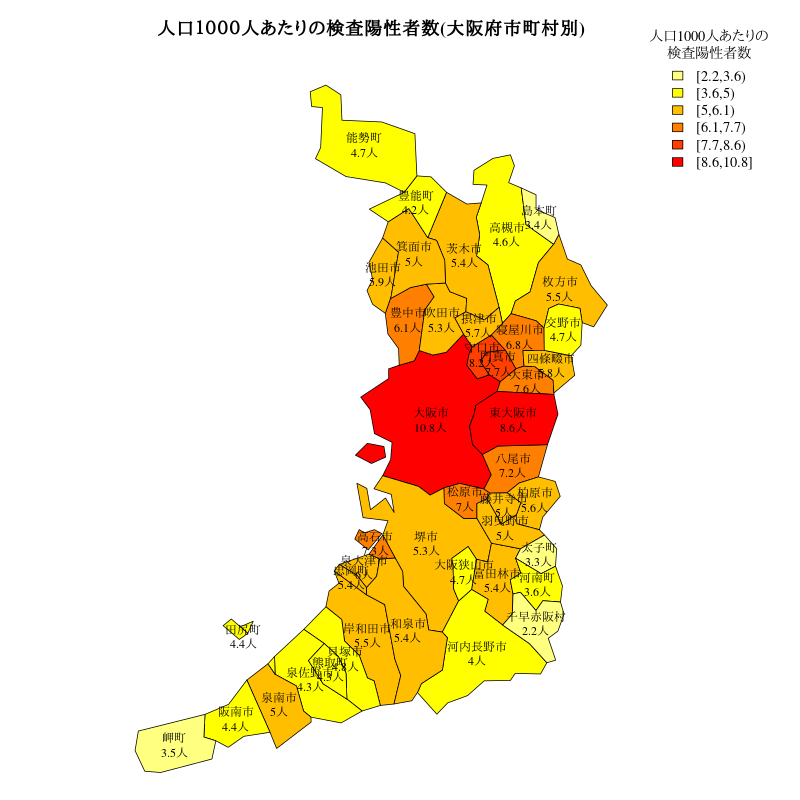 人口1000人あたりの検査陽性者数(大阪府市町村別)
人口1000人あたりの
検査陽性者数
[2.2,3.6)
[3.6,5)
[5,6.1)
[6.1,7.7)
[7.7,8.6)
[8.6,10.8]
能勢町
4.7人
豊能町
4.2人
島本町
3.4人
高槻市
4.6人
箕面市
5人
茨木市
5.4人
池田市
5.9人
枚方市
5.5人
豊中市
6.1人
吹田市
5.3人
摂津市
5.7人
交野市
4.7人
寝屋川市
6.8人
守口市
8.2人
門真市
7.7人
四條畷市
5.8人
大東市
7.6人
大阪市
10.8人
東大阪市
8.6人
八尾市
7.2人
松原市
7人
藤井寺市
5人
柏原市
5.6人
羽曳野市
5人
高石市
7.3人
堺市
5.3人
太子町
3.3人
泉大津市
6人
忠岡町
5.4人
大阪狭山市
4.7人
富田林市
5.4人
河南町
3.6人
千早赤阪村
2.2人
田尻町
4.4人
岸和田市
5.5人
和泉市
5.4人
河内長野市
4人
貝塚市
4.8人
熊取町
4.3人
泉佐野市
4.3人
泉南市
5人
阪南市
4.4人
岬町
3.5人